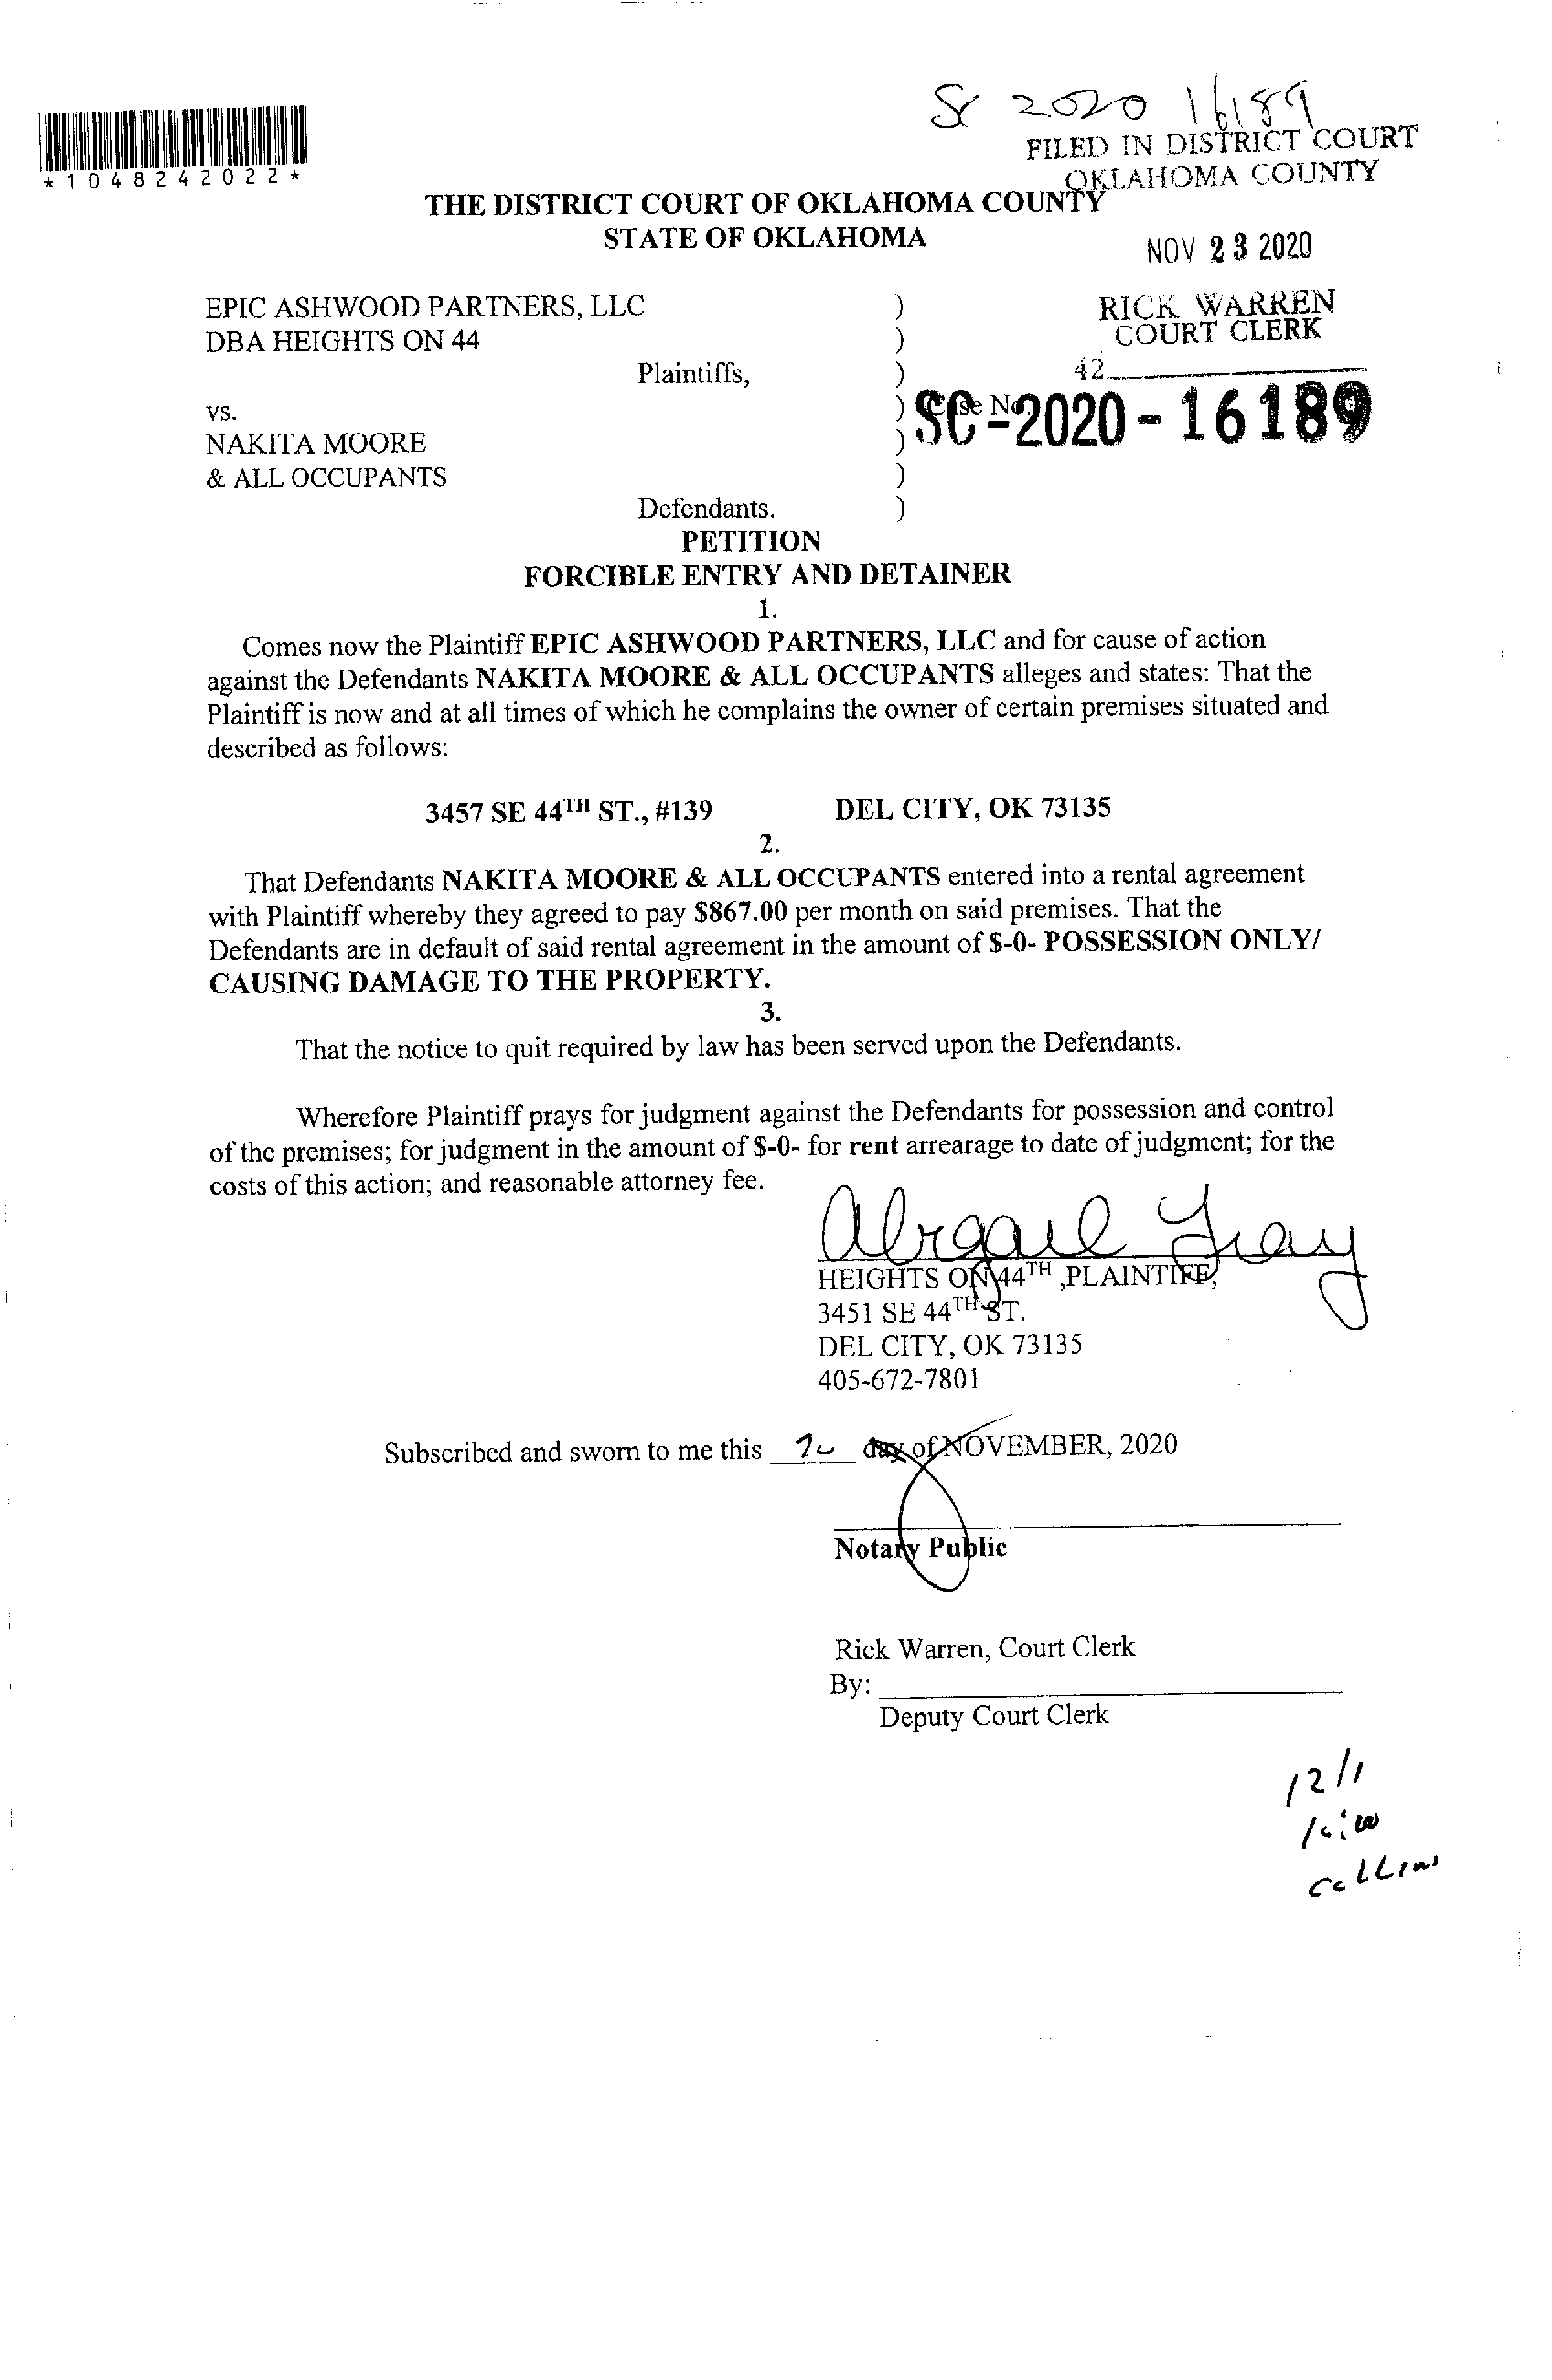 SC 2020 16189
*1048242022*
FILED IN DISTRICT COURT
OKLAHOMA COUNTY
THE DISTRICT COURT OF OKLAHOMA COUNTY
STATE OF OKLAHOMA
NOV 23 2020
EPIC ASHWOOD PARTNERS, LLC )
DBA HEIGHTS ON 44 )
RICK WARREN
COURT CLERK
Plaintiffs, )
42
vs. ) Case No
SC-2020-16189
NAKITA MOORE )
& ALL OCCUPANTS )
Defendants. )
PETITION
FORCIBLE ENTRY AND DETAINER
1.
Comes now the Plaintiff EPIC ASHWOOD PARTNERS, LLC and for cause of action
against the Defendants NAKITA MOORE & ALL OCCUPANTS alleges and states: That the
Plaintiff is now and at all times of which he complains the owner of certain premises situated and
described as follows:
3457 SE 44TH ST., #139 DEL CITY, OK 73135
2.
That Defendants NAKITA MOORE & ALL OCCUPANTS entered into a rental agreement
with Plaintiff whereby they agreed to pay $867.00 per month on said premises. That the
Defendants are in default of said rental agreement in the amount of $-0- POSSESSION ONLY/
CAUSING DAMAGE TO THE PROPERTY.
3.
That the notice to quit required by law has been served upon the Defendants.
Wherefore Plaintiff prays for judgment against the Defendants for possession and control
of the premises; for judgment in the amount of $-0- for rent arrearage to date of judgment; for the
costs of this action; and reasonable attorney fee.
Abigail Gray
HEIGHTS ON 44TH ,PLAINTIFF,
3451 SE 44TH ST.
DEL CITY, OK 73135
405-672-7801
Subscribed and sworn to me this day of NOVEMBER, 2020
Notary Public
Rick Warren, Court Clerk
By:
Deputy Court Clerk
12/1
Collins